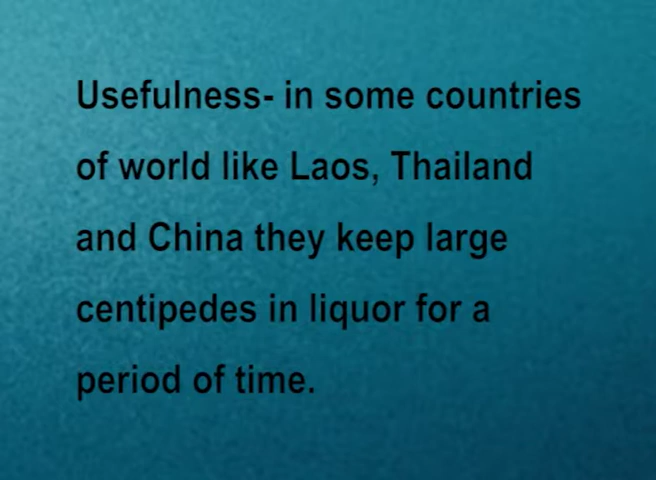 Usefulness- in some countries
of world like Laos, Thailand
and China they keep large
centipedes in liquor for a
period of time.